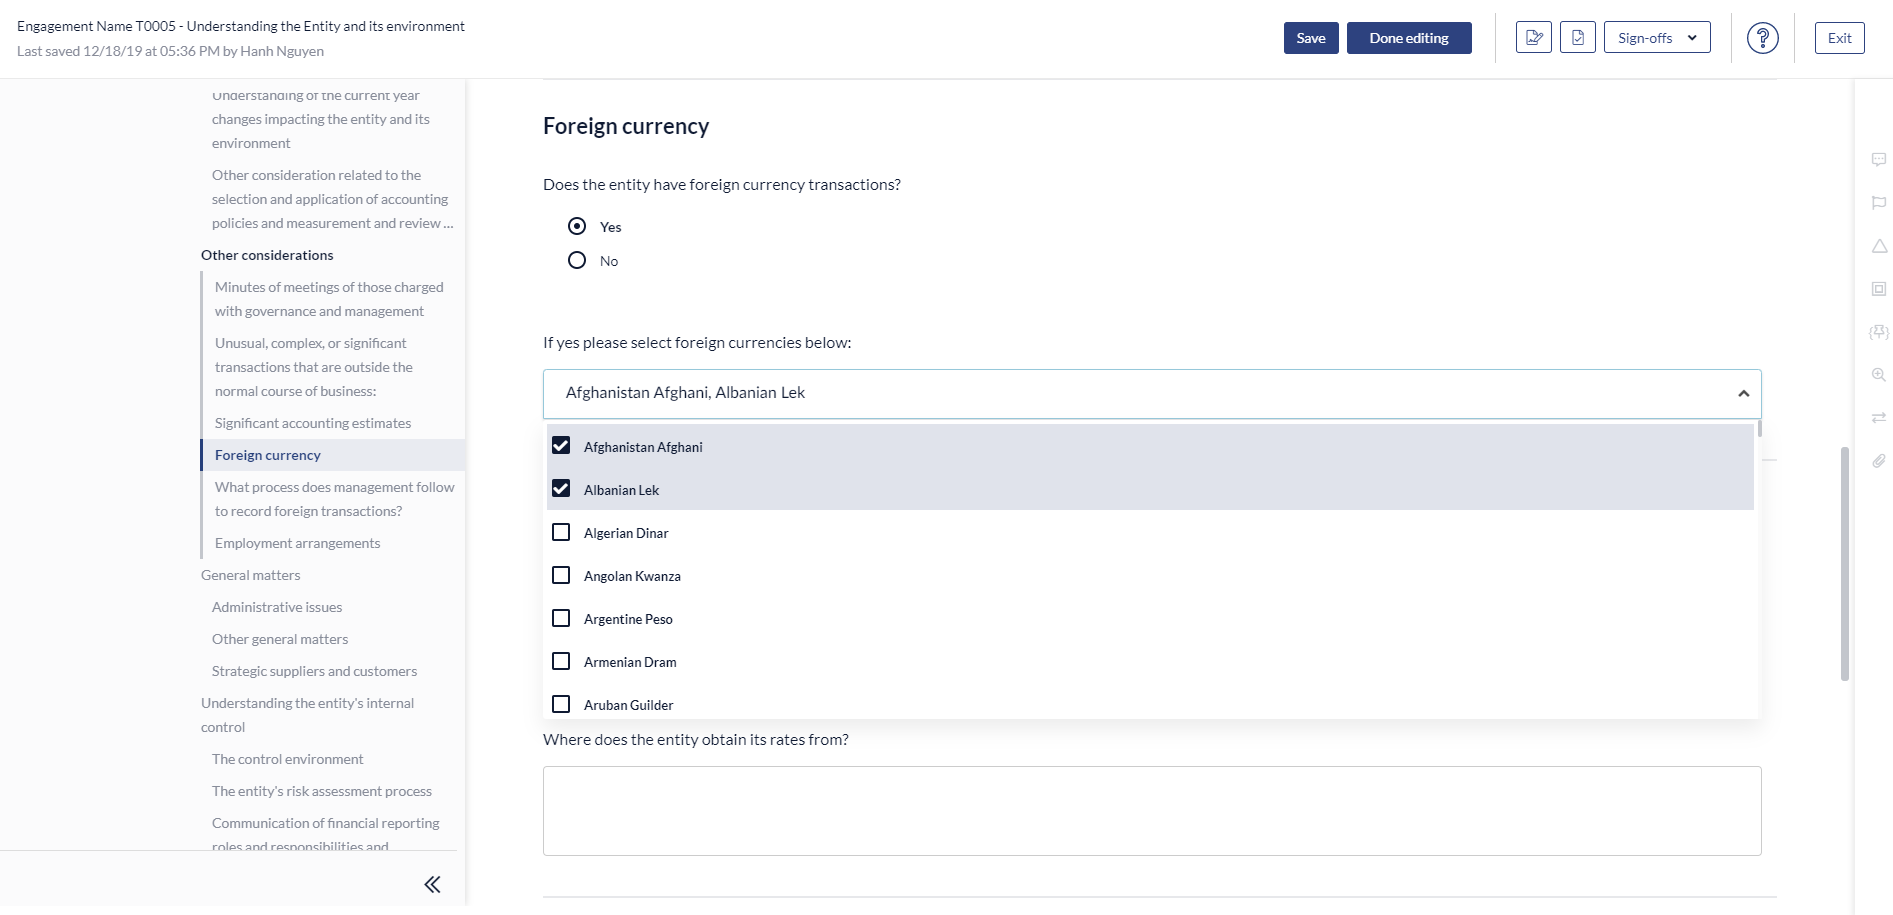 Engagement Name T0005 - Understanding the Entity and its environment
Last saved 12/18/19 at 05:36 PM by Hanh Nguyen
Save
Done editing
Sign-offs
?
Exit
Understanding of the current year
changes impacting the entity and its
environment
Other consideration related to the
selection and application of accounting
policies and measurement and review ...
Other considerations
Minutes of meetings of those charged
with governance and management
Unusual, complex, or significant
transactions that are outside the
normal course of business:
Significant accounting estimates
Foreign currency
What process does management follow
to record foreign transactions?
Employment arrangements
General matters
Administrative issues
Other general matters
Strategic suppliers and customers
Understanding the entity's internal
control
The control environment
The entity's risk assessment process
Communication of financial reporting
roles and responsibilities and
Foreign currency
Does the entity have foreign currency transactions?
Yes
No
If yes please select foreign currencies below:
Afghanistan Afghani, Albanian Lek
Afghanistan Afghani
Albanian Lek
Algerian Dinar
Angolan Kwanza
Argentine Peso
Armenian Dram
Aruban Guilder
Where does the entity obtain its rates from?